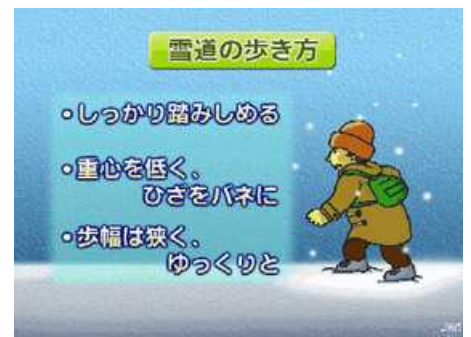 雪道の歩き方
•しっかり踏みしめる
•重心を低く、
ひざをバネに
•歩幅は狭く、
ゆっくりと